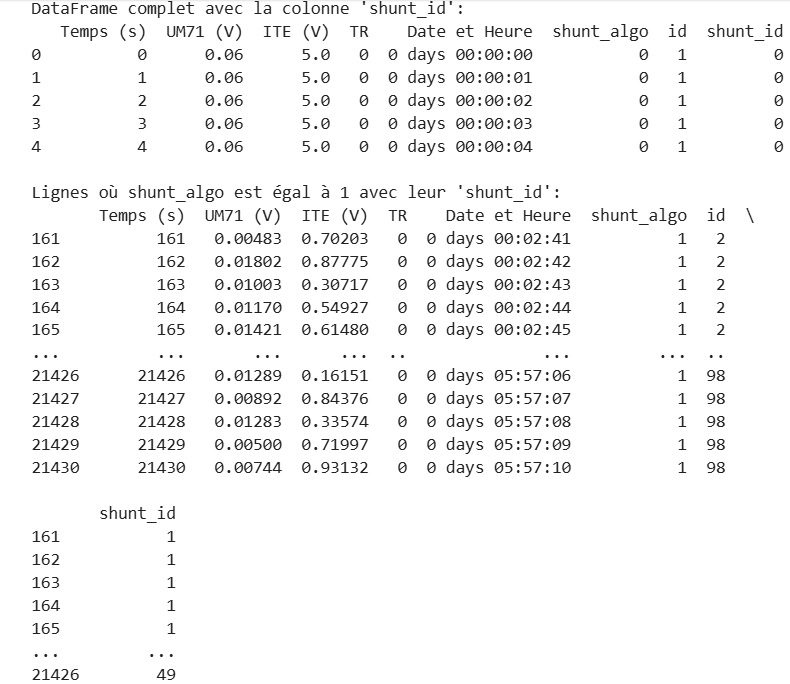 DataFrame complet avec la colonne 'shunt_id':
Temps (s) UM71 (V) ITE (V) TR Date et Heure shunt_algo id shunt_id
0 0 0.06 5.0 0 0 days 00:00:00 0 1 0
1 1 0.06 5.0 0 0 days 00:00:01 0 1 0
2 2 0.06 5.0 0 0 days 00:00:02 0 1 0
3 3 0.06 5.0 0 0 days 00:00:03 0 1 0
4 4 0.06 5.0 0 0 days 00:00:04 0 1 0
Lignes où shunt_algo est égal à 1 avec leur 'shunt_id':
Temps (s) UM71 (V) ITE (V) TR Date et Heure shunt_algo id \
161 161 0.00483 0.70203 0 0 days 00:02:41 1 2
162 162 0.01802 0.87775 0 0 days 00:02:42 1 2
163 163 0.01003 0.30717 0 0 days 00:02:43 1 2
164 164 0.01170 0.54927 0 0 days 00:02:44 1 2
165 165 0.01421 0.61480 0 0 days 00:02:45 1 2
... ... ... ... .. ... ... ..
21426 21426 0.01289 0.16151 0 0 days 05:57:06 1 98
21427 21427 0.00892 0.84376 0 0 days 05:57:07 1 98
21428 21428 0.01283 0.33574 0 0 days 05:57:08 1 98
21429 21429 0.00500 0.71997 0 0 days 05:57:09 1 98
21430 21430 0.00744 0.93132 0 0 days 05:57:10 1 98
shunt_id
161 1
162 1
163 1
164 1
165 1
... ...
21426 49